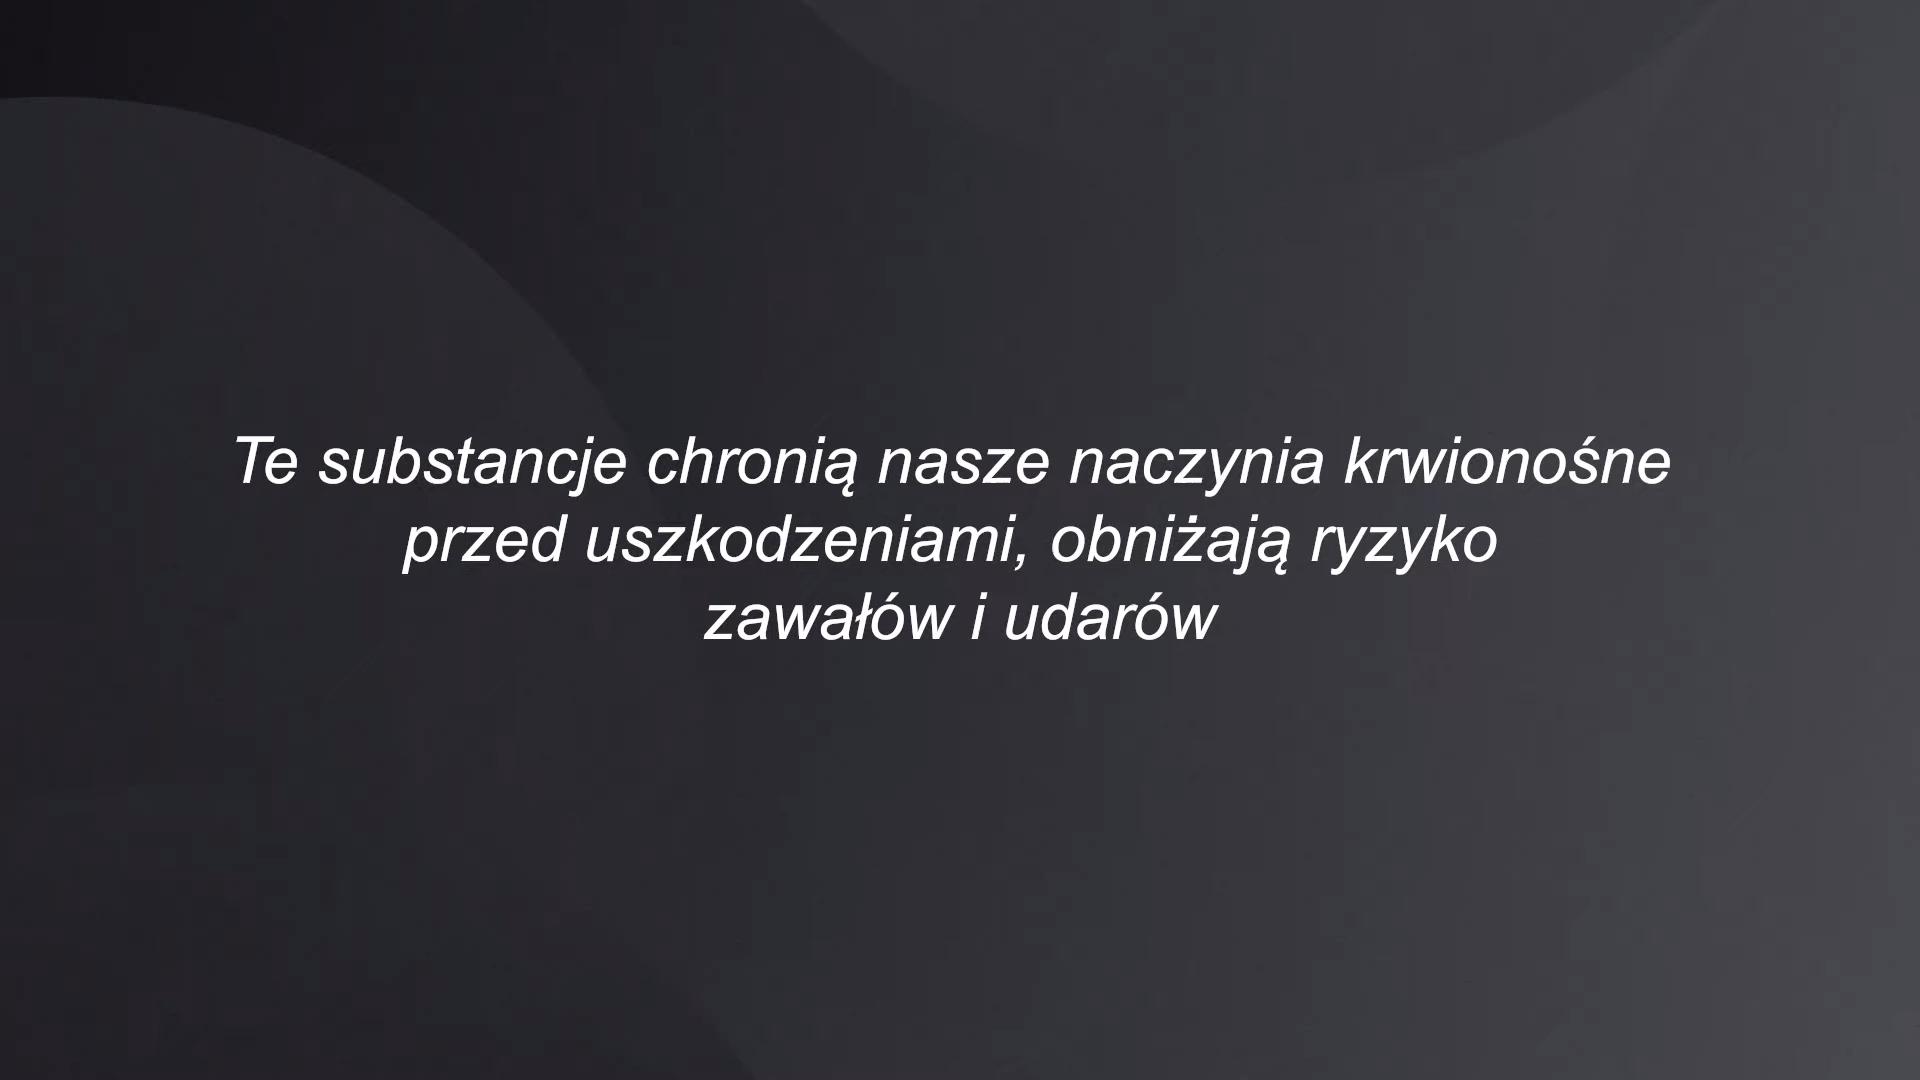 Te substancje chronią nasze naczynia krwionośne
przed uszkodzeniami, obniżają ryzyko
zawałów i udarów